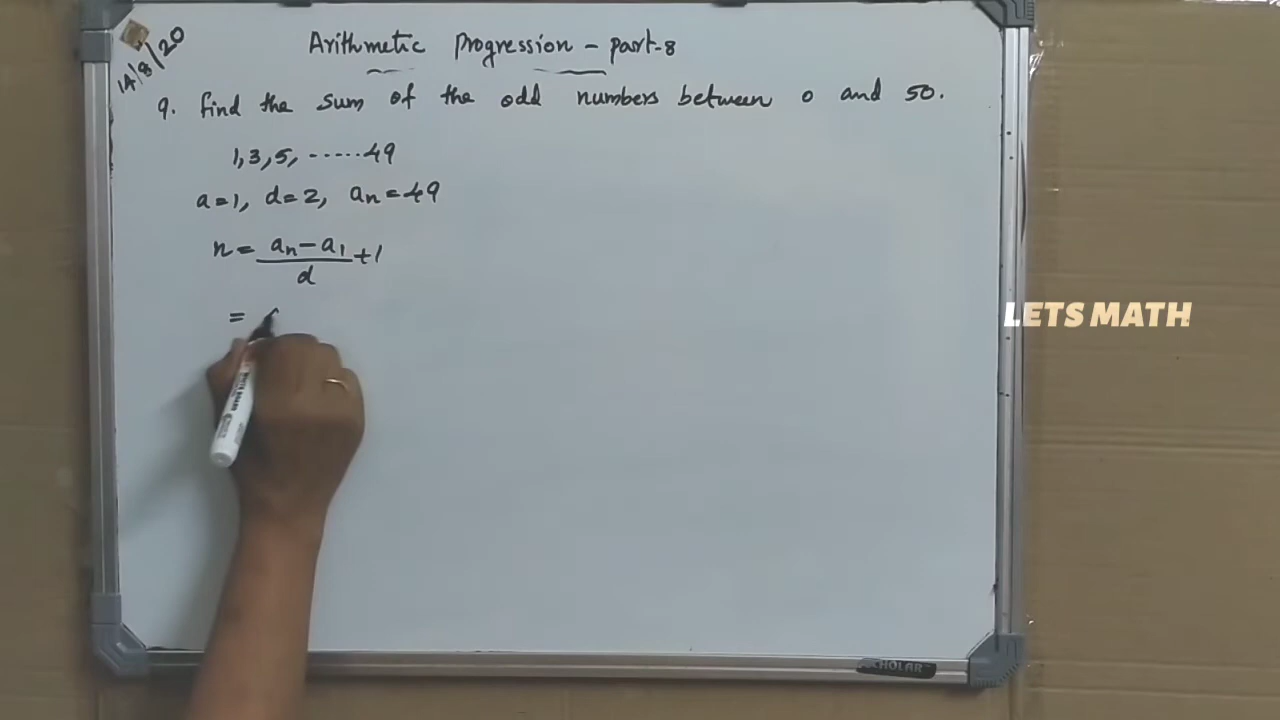 14/8/20
Arithmetic Progression - part-8
9. Find the sum of the odd numbers between 0 and 50.
1, 3, 5, ...... 49
a=1, d=2, an=49
n = an-a1/d +1
=
LETS MATH
SCHOLAR